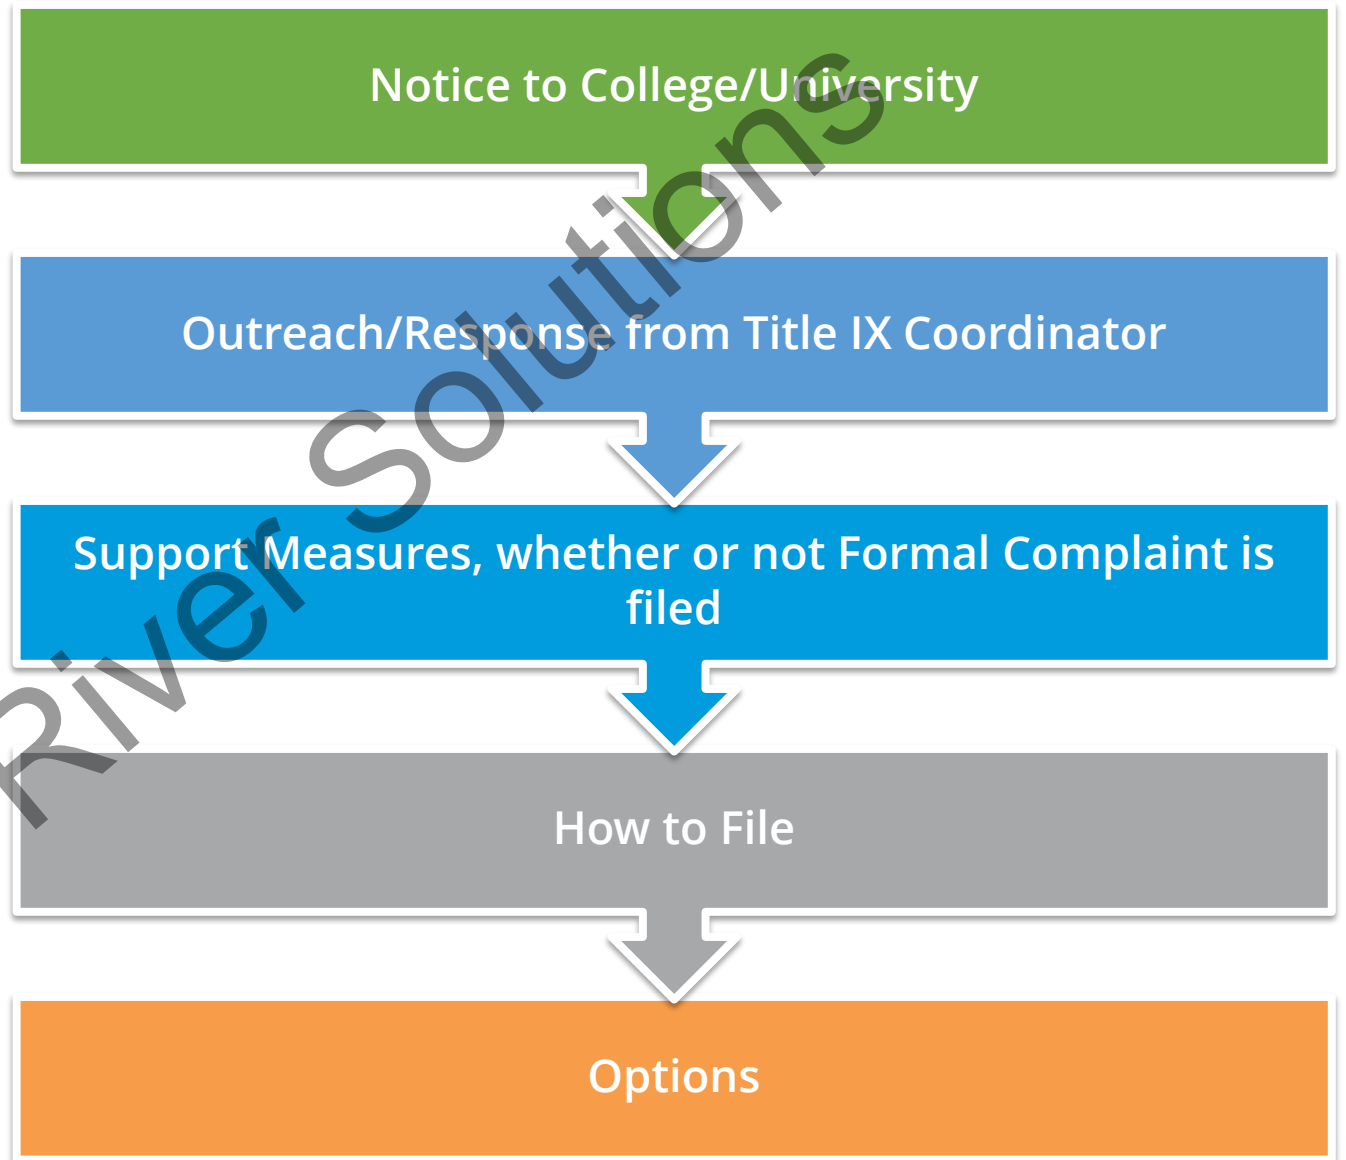 Notice to College/University
Outreach/Response from Title IX Coordinator
Support Measures, whether or not Formal Complaint is
filed
How to File
Options
River Solutions